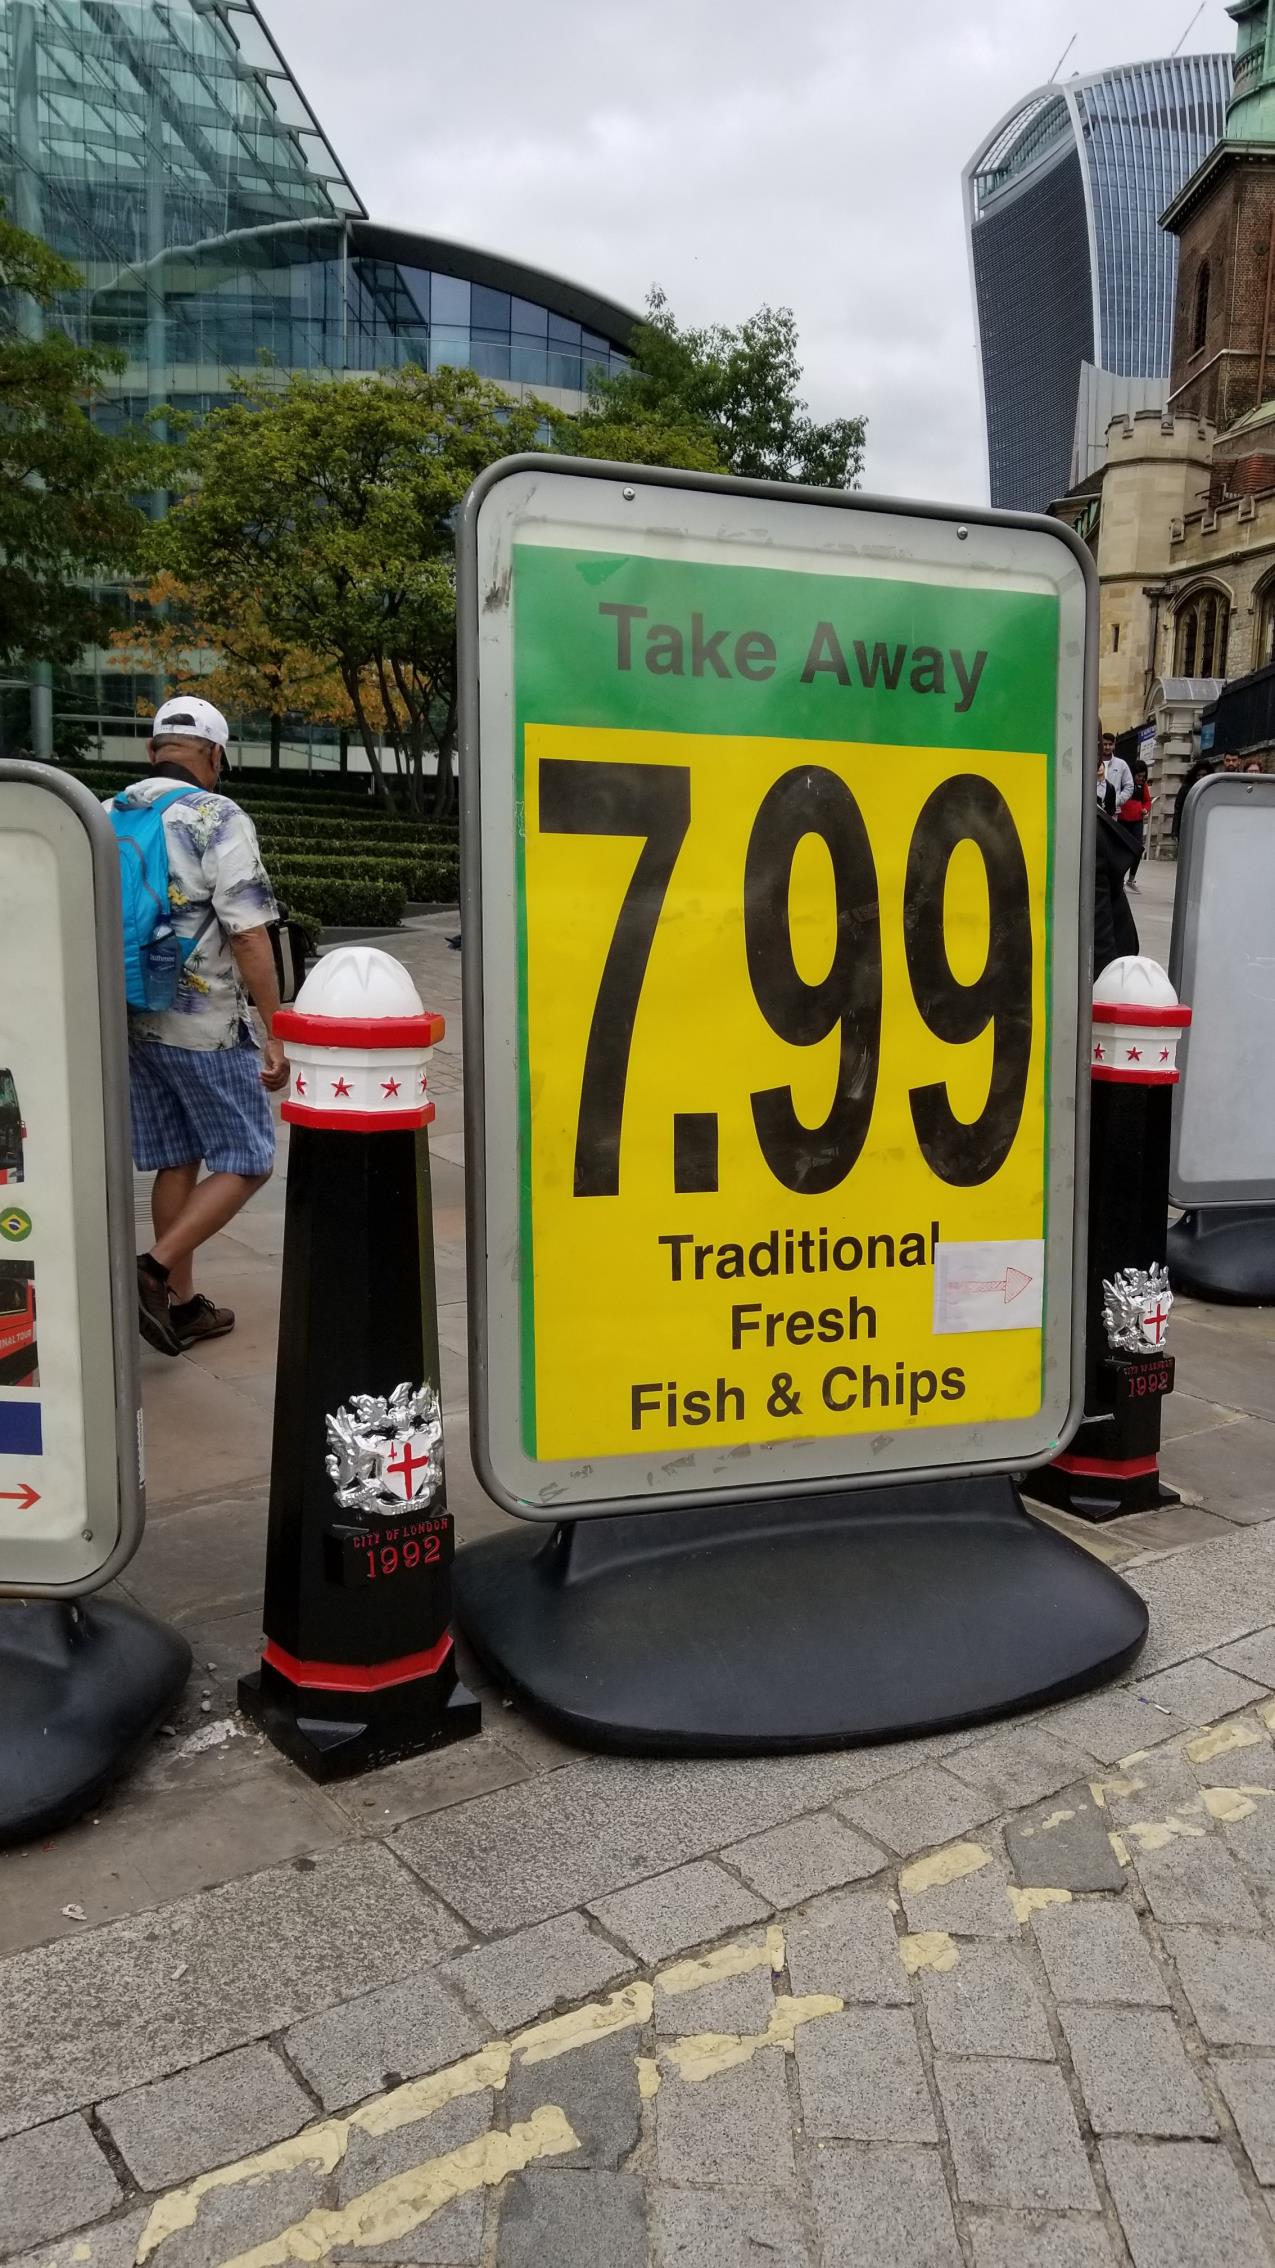 Take Away
7.99
Traditional
Fresh
Fish & Chips
CITY OF LONDON
1992
CITY OF LONDON
1992